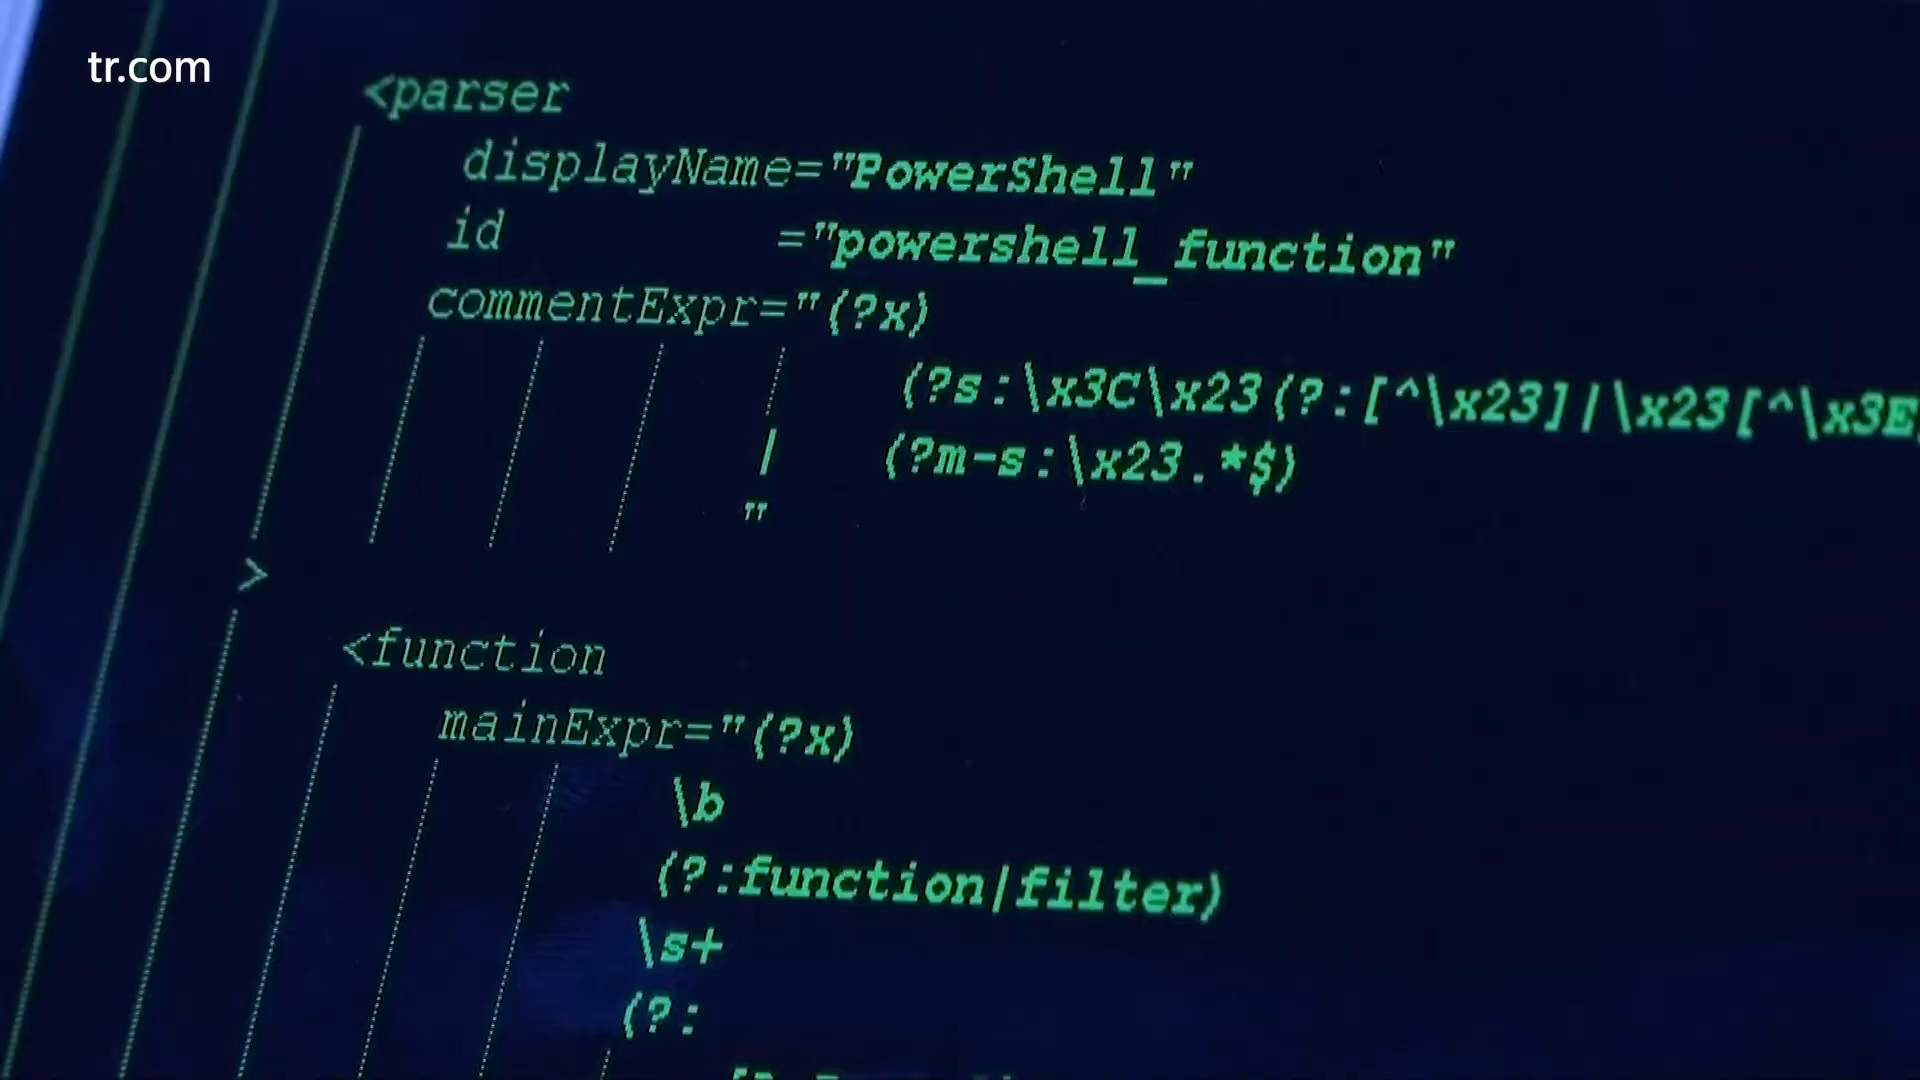 tr.com
<parser
displayName="PowerShell"
id ="powershell_function"
commentExpr="(?x)
(?s:\x3C\x23(?:[^\x23]|\x23[^\x3E
| (?m-s:\x23.*$)
"
>
<function
mainExpr="(?x)
\b
(?:function|filter)
\s+
(?: